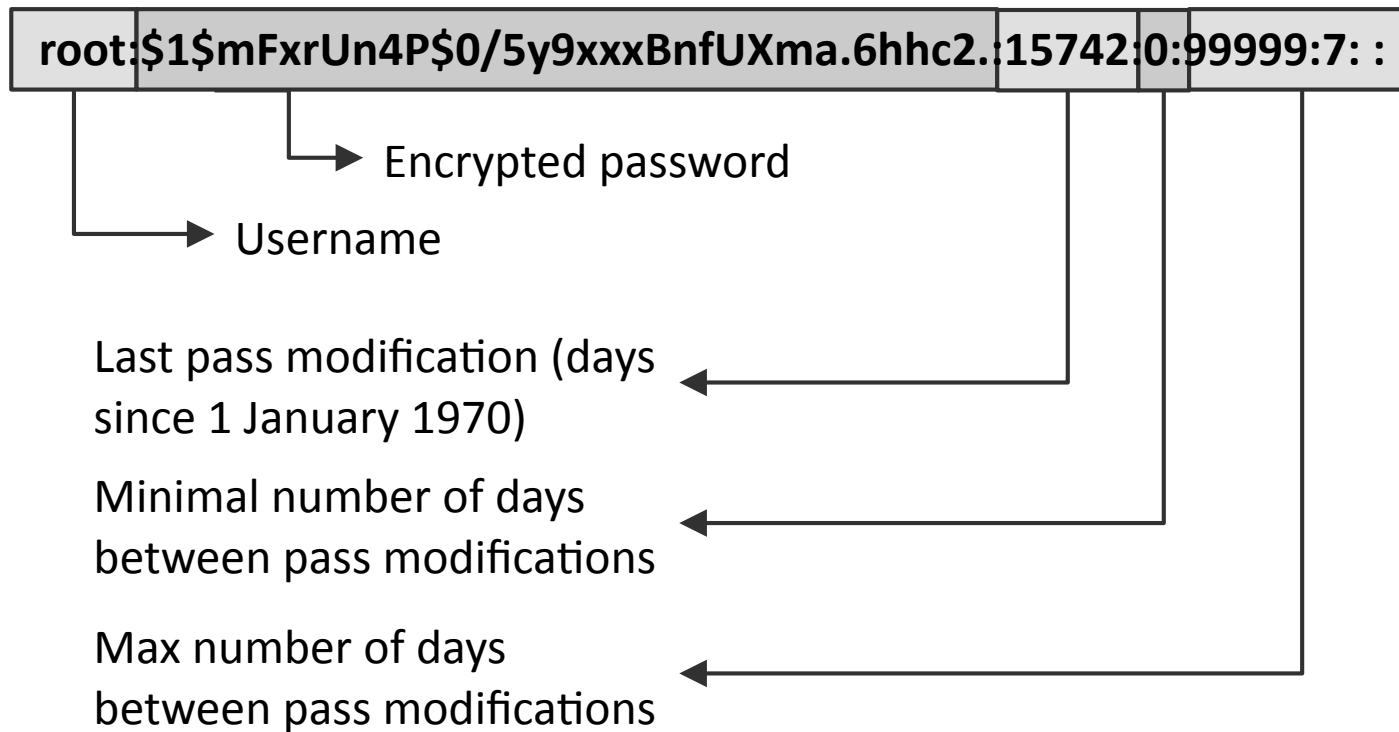 root:$1$mFxrUn4P$0/5y9xxxBnfUXma.6hhc2.:15742:0:99999:7: :
Encrypted password
Username
Last pass modification (days
since 1 January 1970)
Minimal number of days
between pass modifications
Max number of days
between pass modifications